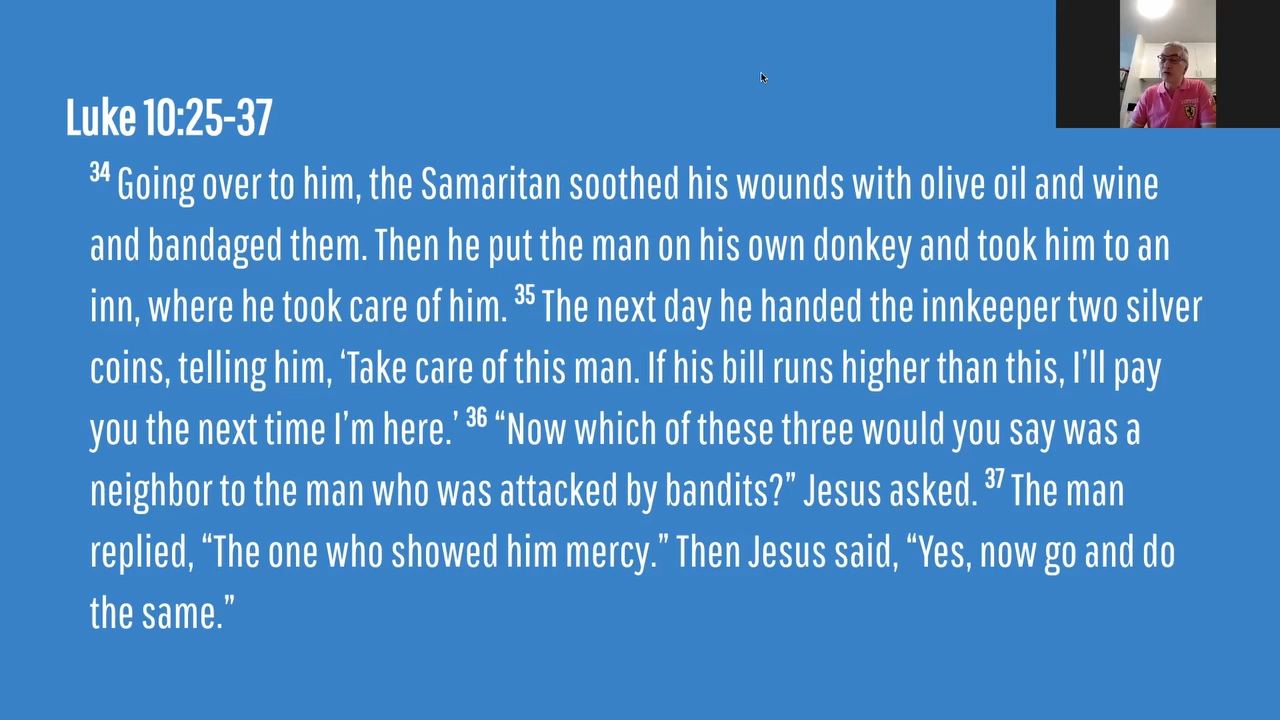 Luke 10:25-37
34 Going over to him, the Samaritan soothed his wounds with olive oil and wine
and bandaged them. Then he put the man on his own donkey and took him to an
inn, where he took care of him. 35 The next day he handed the innkeeper two silver
coins, telling him, ‘Take care of this man. If his bill runs higher than this, I’ll pay
you the next time I’m here.’ 36 “Now which of these three would you say was a
neighbor to the man who was attacked by bandits?” Jesus asked. 37 The man
replied, “The one who showed him mercy.” Then Jesus said, “Yes, now go and do
the same.”